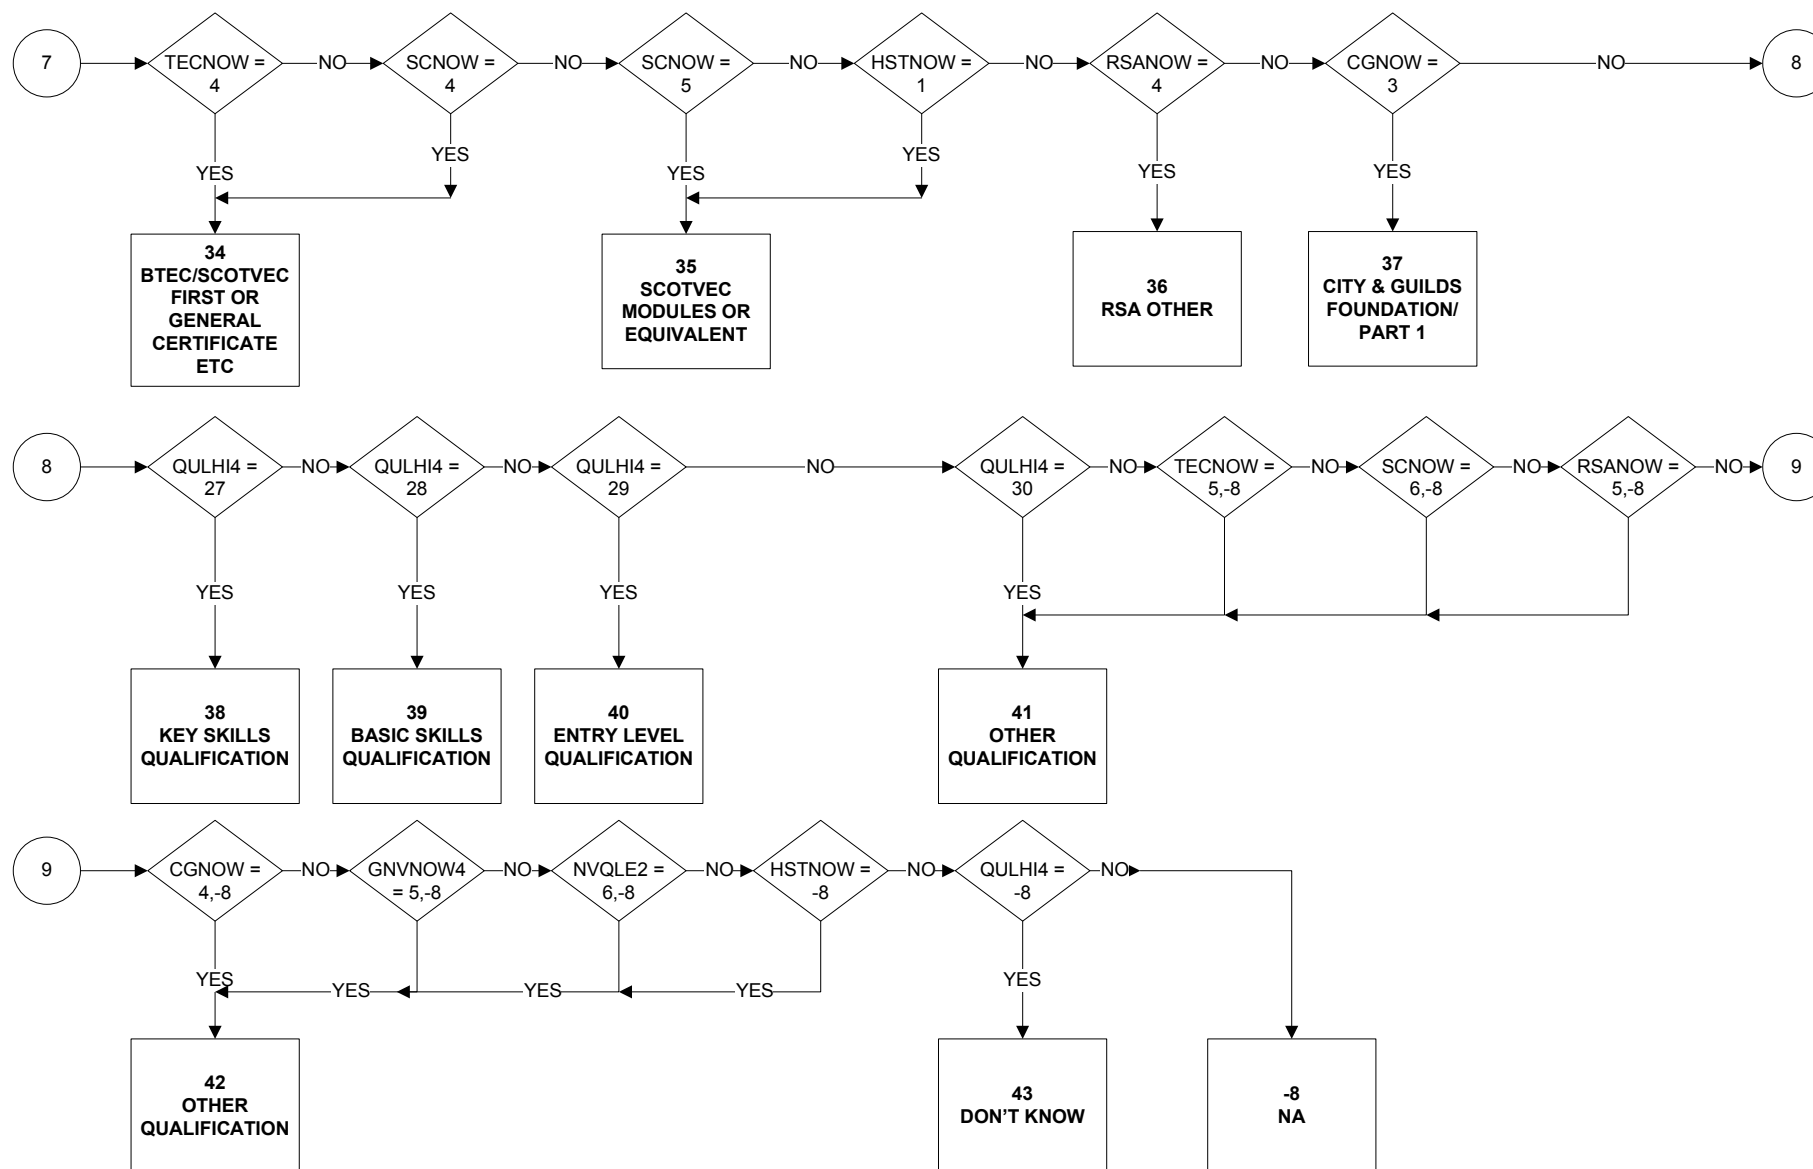 7
TECNOW =
4
NO
SCNOW =
4
NO
SCNOW =
5
NO
HSTNOW =
1
NO
RSANOW =
4
NO
CGNOW =
3
NO
8
YES
YES
YES
YES
YES
YES
34
BTEC/SCOTVEC
FIRST OR
GENERAL
CERTIFICATE
ETC
35
SCOTVEC
MODULES OR
EQUIVALENT
36
RSA OTHER
37
CITY & GUILDS
FOUNDATION/
PART 1
8
QULHI4 =
27
NO
QULHI4 =
28
NO
QULHI4 =
29
NO
QULHI4 =
30
NO
TECNOW =
5,-8
NO
SCNOW =
6,-8
NO
RSANOW =
5,-8
NO
9
YES
YES
YES
YES
38
KEY SKILLS
QUALIFICATION
39
BASIC SKILLS
QUALIFICATION
40
ENTRY LEVEL
QUALIFICATION
41
OTHER
QUALIFICATION
9
CGNOW =
4,-8
NO
GNVNOW4
= 5,-8
NO
NVQLE2 =
6,-8
NO
HSTNOW =
-8
NO
QULHI4 =
-8
NO
YES
YES
YES
YES
YES
42
OTHER
QUALIFICATION
43
DON'T KNOW
-8
NA